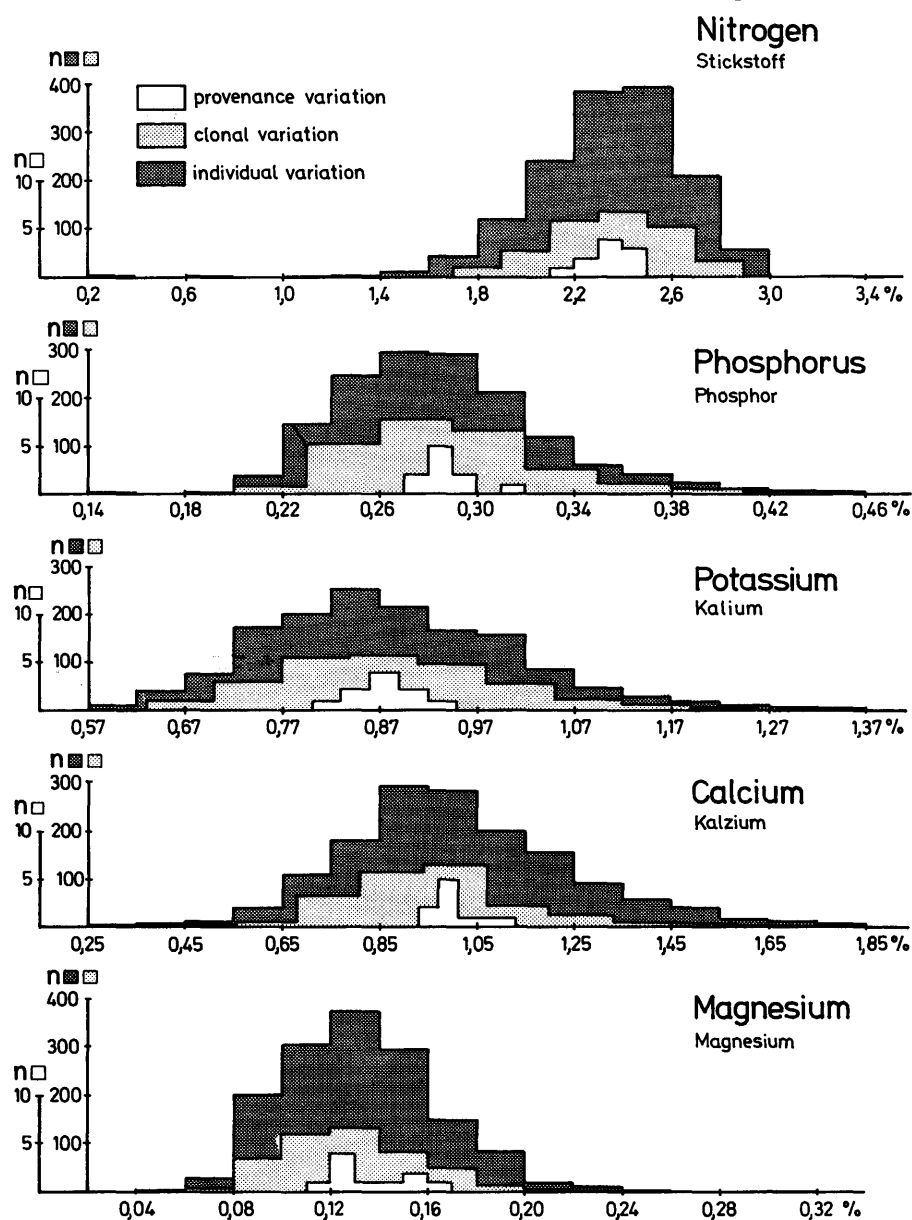 Nitrogen
Stickstoff
n
400
300
200
100
n
10
5
provenance variation
clonal variation
individual variation
0,2 0,6 1,0 1,4 1,8 2,2 2,6 3,0 3,4 %
Phosphorus
Phosphor
n
300
200
100
n
10
5
0,14 0,18 0,22 0,26 0,30 0,34 0,38 0,42 0,46 %
Potassium
Kalium
n
300
200
100
n
10
5
0,57 0,67 0,77 0,87 0,97 1,07 1,17 1,27 1,37 %
Calcium
Kalzium
n
300
200
100
n
10
5
0,25 0,45 0,65 0,85 1,05 1,25 1,45 1,65 1,85 %
Magnesium
Magnesium
n
400
300
200
100
n
10
5
0,04 0,08 0,12 0,16 0,20 0,24 0,32 %